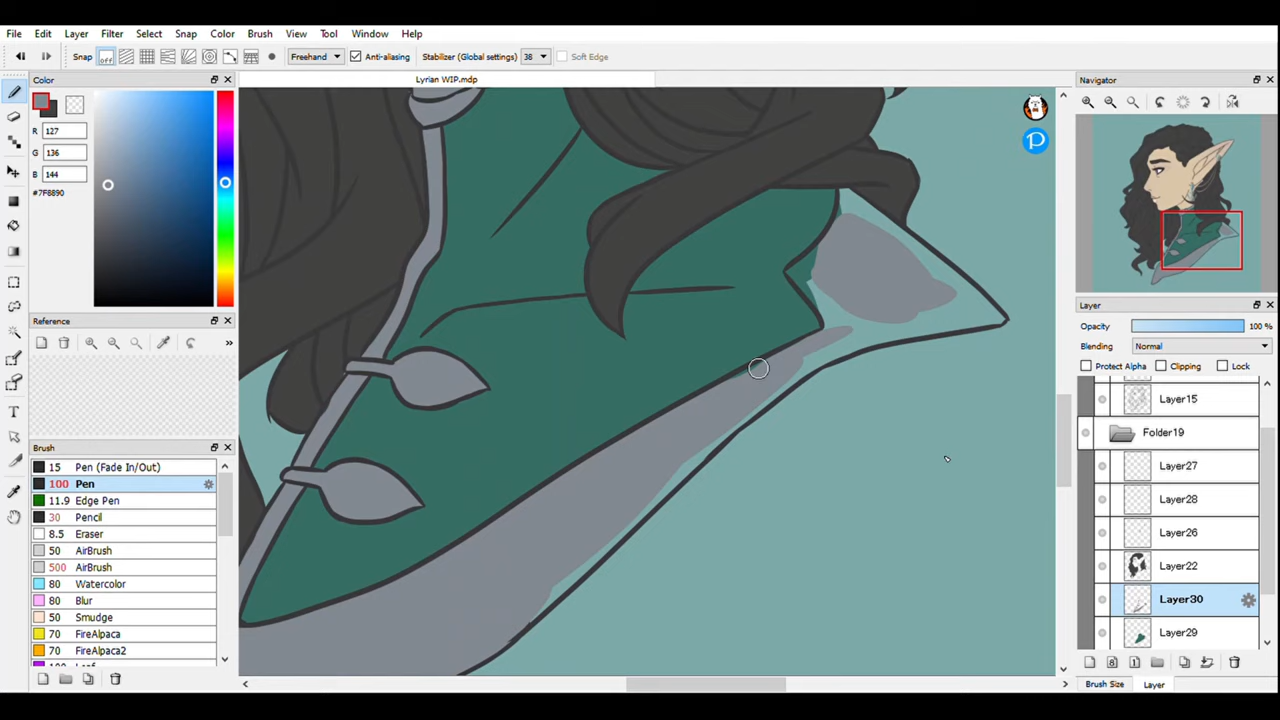 File Edit Layer Filter Select Snap Color Brush View Tool Window Help
Snap off Freehand Anti-aliasing Stabilizer (Global settings) 38 Soft Edge
Color
Lyrian WIP.mdp
Navigator
R 127
G 136
B 144
#7F8890
P
Layer
Opacity 100 %
Blending Normal
Protect Alpha Clipping Lock
Reference
»
Layer15
Folder19
Layer27
Layer28
Layer26
Layer22
Layer30
Layer29
Brush
15 Pen (Fade In/Out)
100 Pen
11.9 Edge Pen
30 Pencil
8.5 Eraser
50 AirBrush
500 AirBrush
80 Watercolor
80 Blur
50 Smudge
70 FireAlpaca
70 FireAlpaca2
8 1
Brush Size Layer